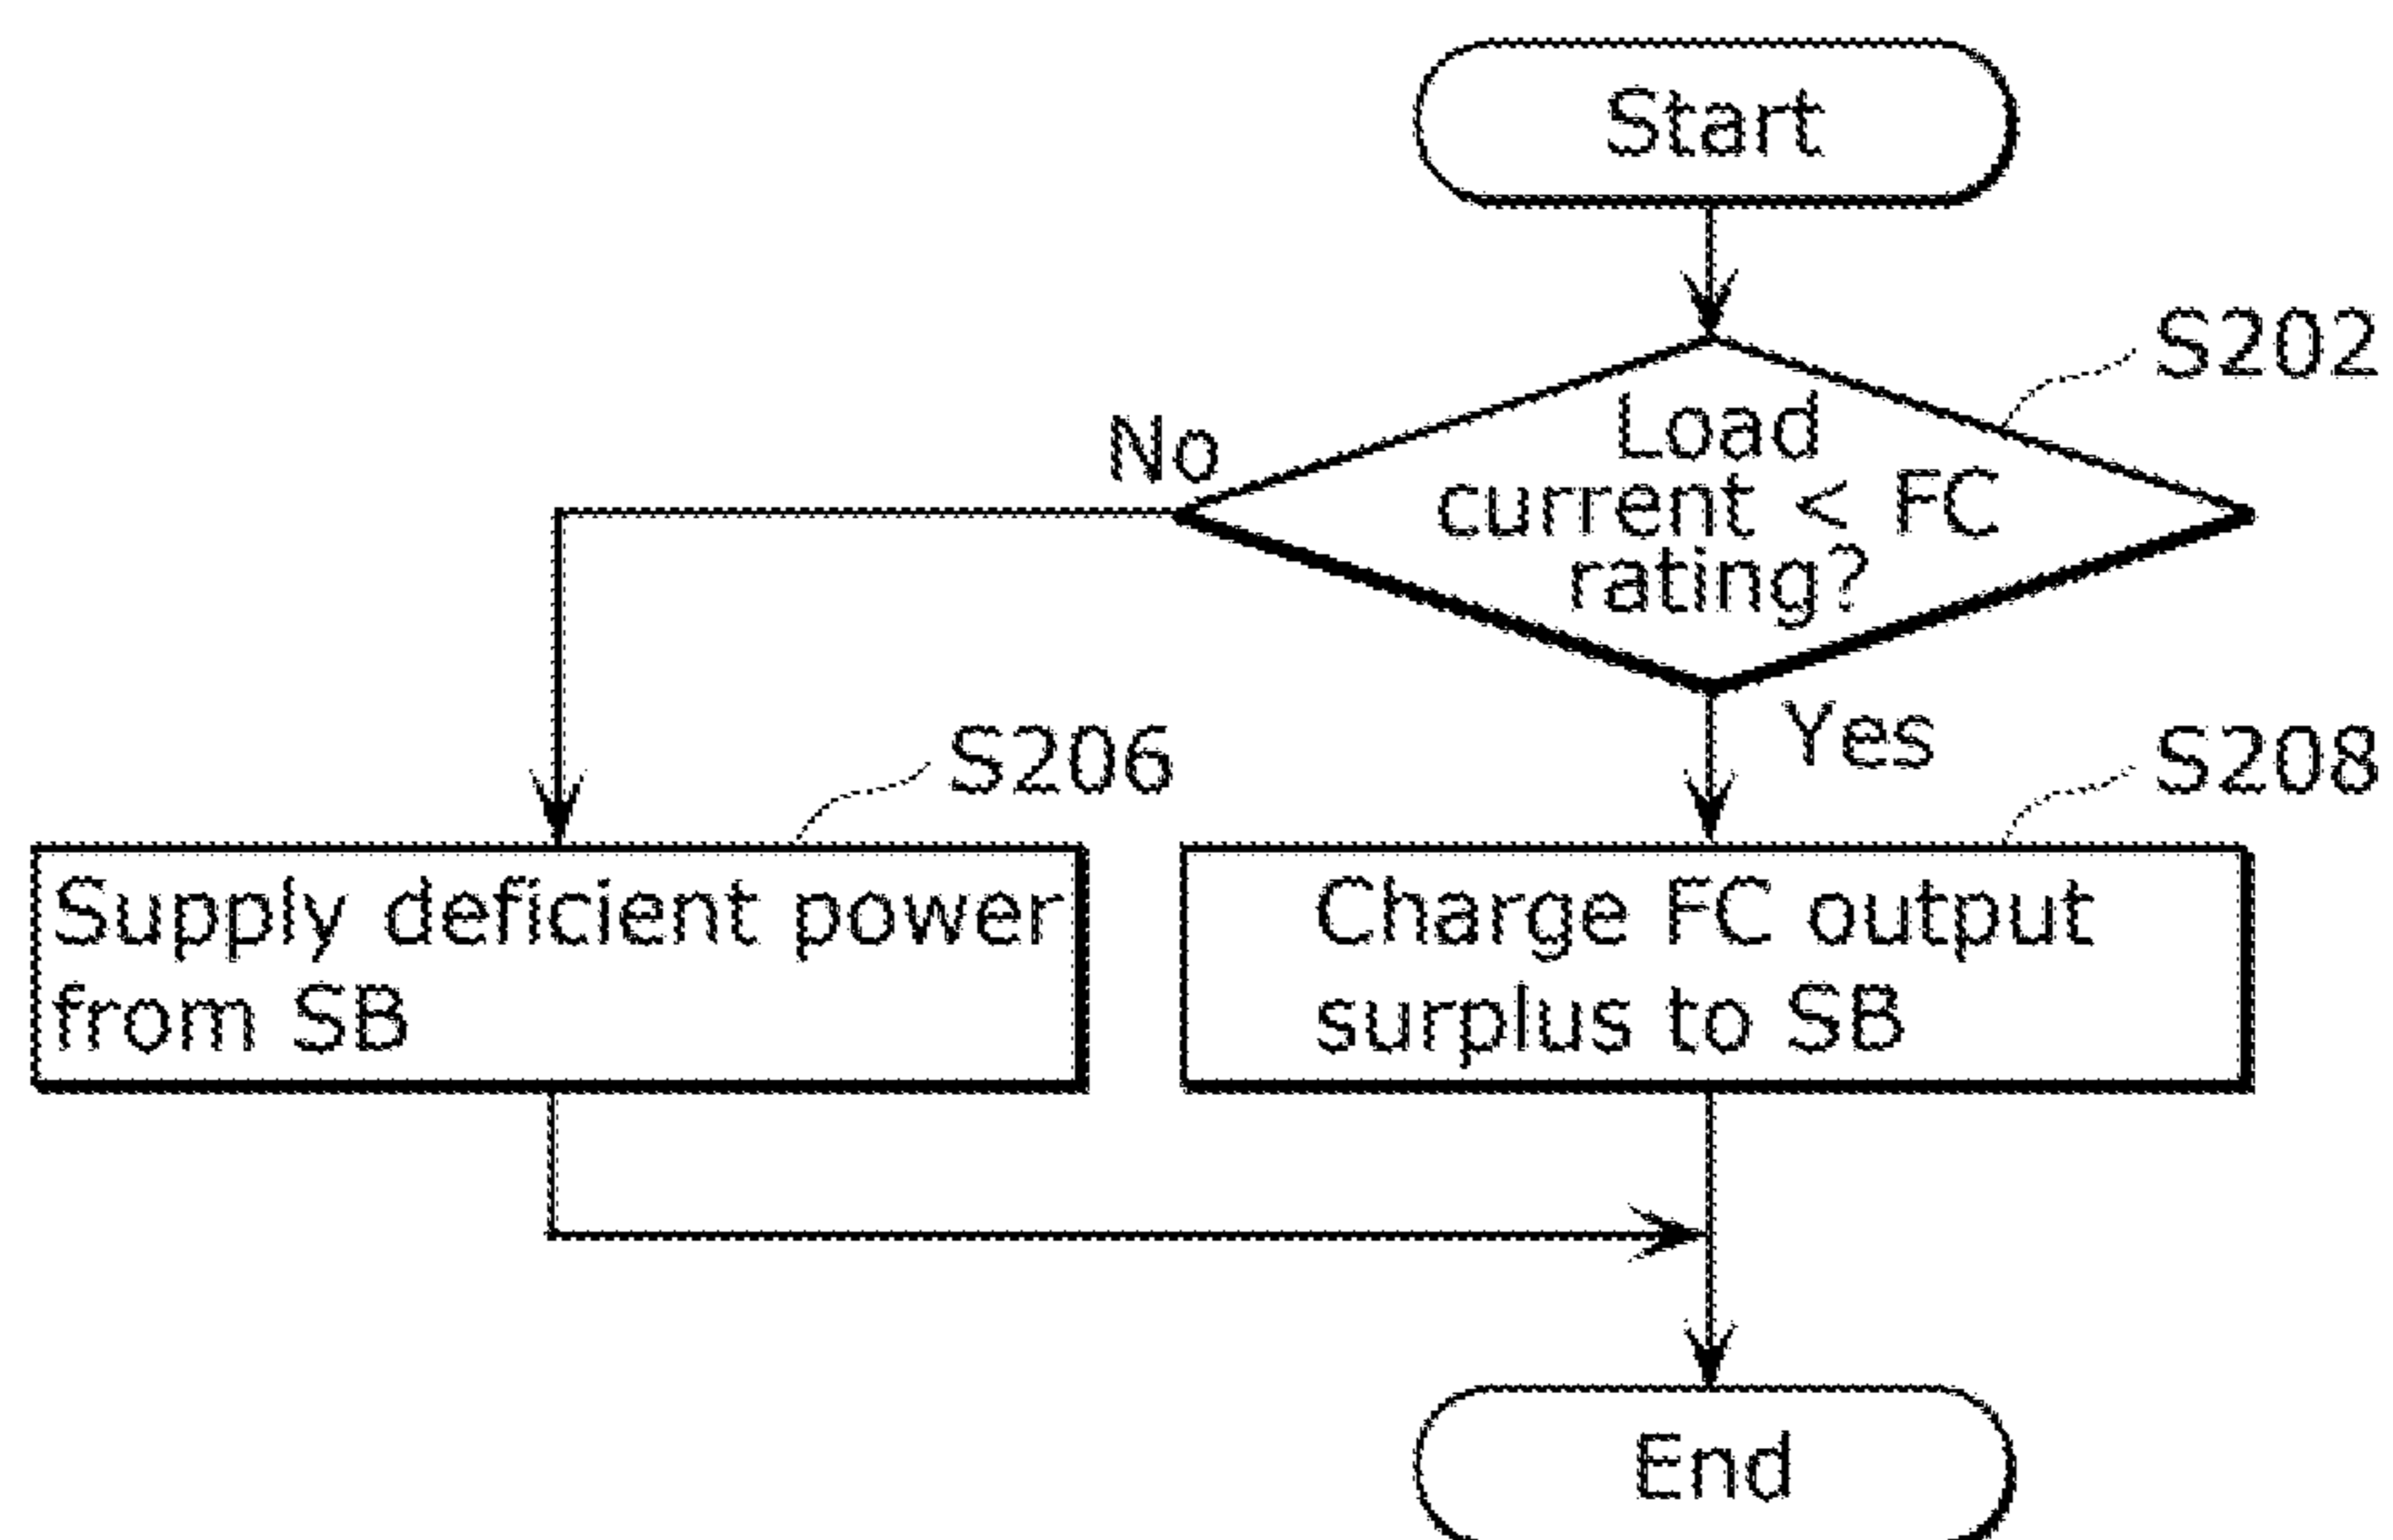 Start
S202
Load
current < FC
rating?
No
Yes
S206
S208
Supply deficient power
from SB
Charge FC output
surplus to SB
End